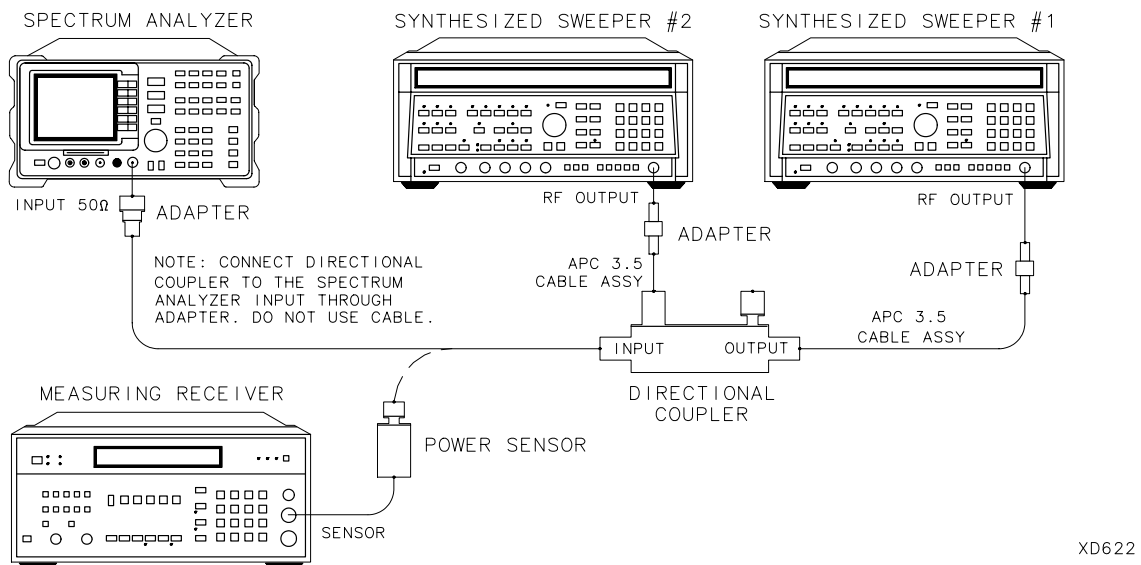 SPECTRUM ANALYZER
SYNTHESIZED SWEEPER #2
SYNTHESIZED SWEEPER #1
INPUT 50Ω
ADAPTER
RF OUTPUT
RF OUTPUT
ADAPTER
ADAPTER
NOTE: CONNECT DIRECTIONAL
COUPLER TO THE SPECTRUM
ANALYZER INPUT THROUGH
ADAPTER. DO NOT USE CABLE.
APC 3.5
CABLE ASSY
APC 3.5
CABLE ASSY
INPUT
OUTPUT
DIRECTIONAL
COUPLER
MEASURING RECEIVER
POWER SENSOR
SENSOR
XD622